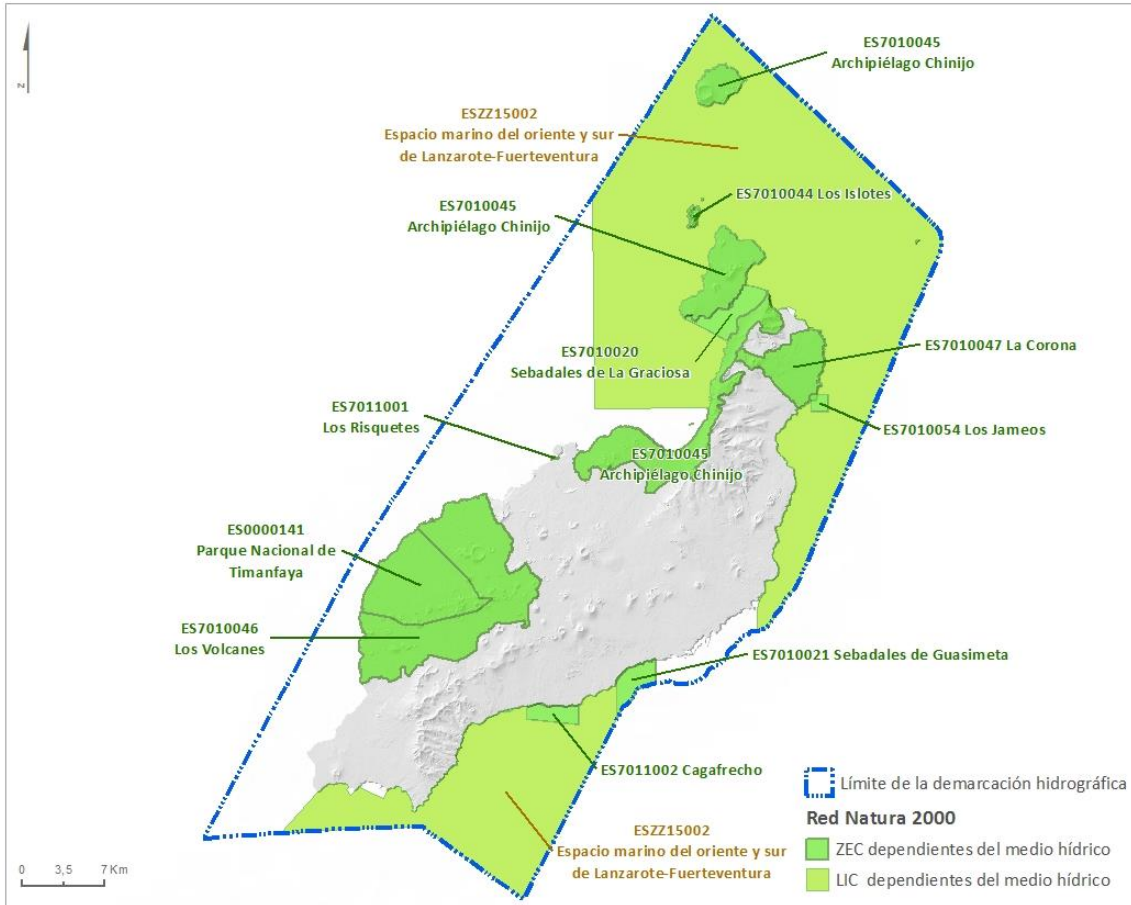 ES7010045
Archipiélago Chinijo
ESZZ15002
Espacio marino del oriente y sur
de Lanzarote-Fuerteventura
ES7010044 Los Islotes
ES7010045
Archipiélago Chinijo
ES7010020
Sebadales de La Graciosa
ES7010047 La Corona
ES7011001
Los Risquetes
ES7010054 Los Jameos
ES7010045
Archipiélago Chinijo
ES0000141
Parque Nacional de
Timanfaya
ES7010046
Los Volcanes
ES7010021 Sebadales de Guasimeta
ES7011002 Cagafrecho
ESZZ15002
Espacio marino del oriente y sur
de Lanzarote-Fuerteventura
Límite de la demarcación hidrográfica
Red Natura 2000
ZEC dependientes del medio hídrico
LIC dependientes del medio hídrico
N
0 3,5 7 Km